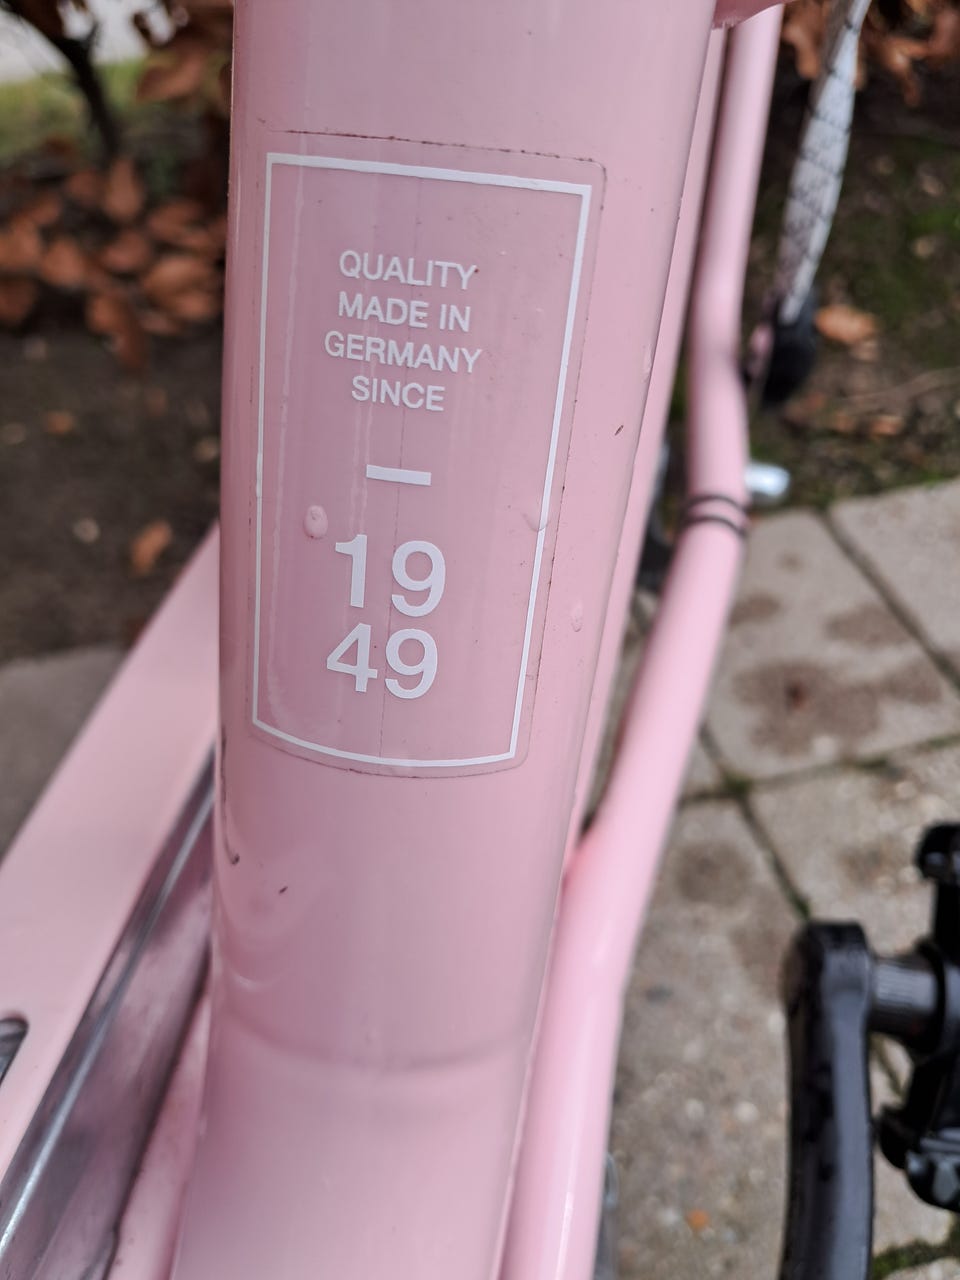 QUALITY
MADE IN
GERMANY
SINCE
19
49